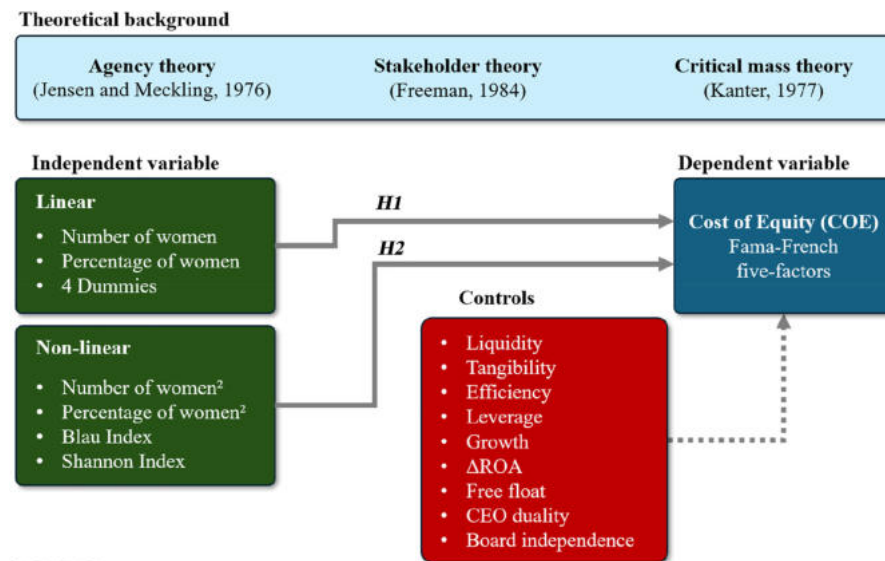 Theoretical background
Agency theory
(Jensen and Meckling, 1976)
Stakeholder theory
(Freeman, 1984)
Critical mass theory
(Kanter, 1977)
Independent variable
Linear
• Number of women
• Percentage of women
• 4 Dummies
Non-linear
• Number of women²
• Percentage of women²
• Blau Index
• Shannon Index
H1
H2
Controls
• Liquidity
• Tangibility
• Efficiency
• Leverage
• Growth
• ΔROA
• Free float
• CEO duality
• Board independence
Dependent variable
Cost of Equity (COE)
Fama-French
five-factors